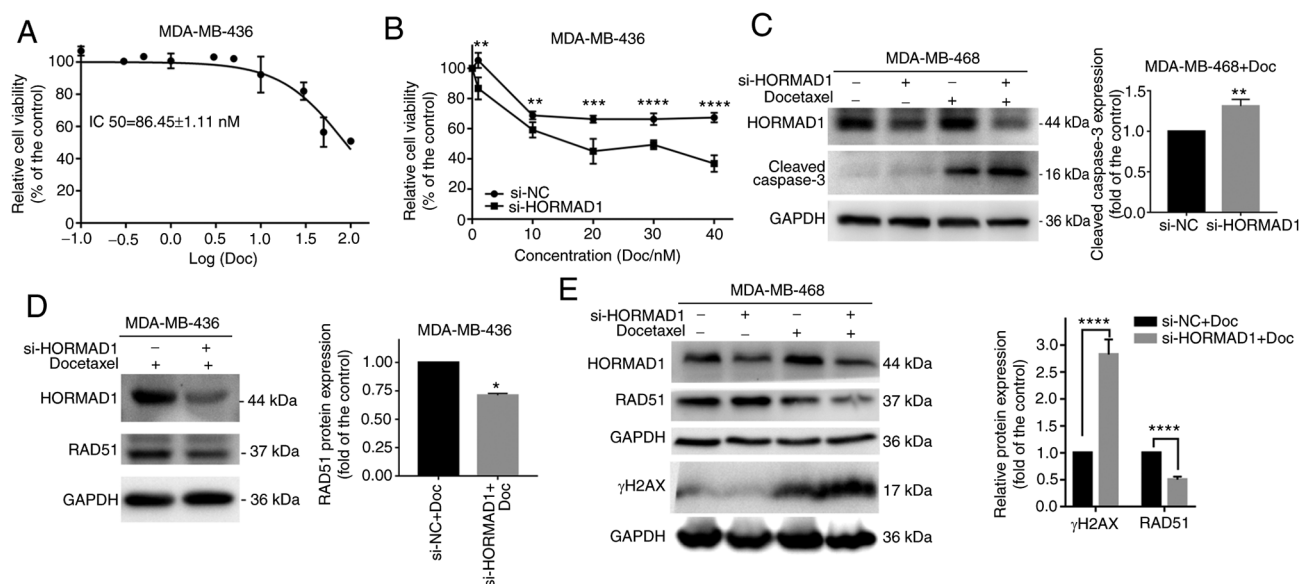 A
MDA-MB-436
Relative cell viability
(% of the control)
100
80
60
40
20
0
IC 50=86.45±1.11 nM
−1.0 −0.5 0.0 0.5 1.0 1.5 2.0
Log (Doc)
B
MDA-MB-436
Relative cell viability
(% of the control)
100
80
60
40
20
0
** ** *** **** ****
si-NC
si-HORMAD1
0 10 20 30 40
Concentration (Doc/nM)
C
MDA-MB-468
si-HORMAD1 − + − +
Docetaxel − − + +
HORMAD1 - 44 kDa
Cleaved
caspase-3 - 16 kDa
GAPDH - 36 kDa
MDA-MB-468+Doc
Cleaved caspase-3 expression
(fold of the control)
1.5
1.0
0.5
0.0
**
si-NC si-HORMAD1
D
MDA-MB-436
si-HORMAD1 − +
Docetaxel + +
HORMAD1 - 44 kDa
RAD51 - 37 kDa
GAPDH - 36 kDa
MDA-MB-436
RAD51 protein expression
(fold of the control)
1.00
0.75
0.50
0.25
0.00
*
si-NC+Doc
si-HORMAD1+
Doc
E
MDA-MB-468
si-HORMAD1 − + − +
Docetaxel − − + +
HORMAD1 44 kDa
RAD51 37 kDa
GAPDH 36 kDa
γH2AX 17 kDa
GAPDH 36 kDa
Relative protein expression
(fold of the control)
3.0
2.5
2.0
1.5
1.0
0.5
0.0
**** ****
si-NC+Doc
si-HORMAD1+Doc
γH2AX RAD51